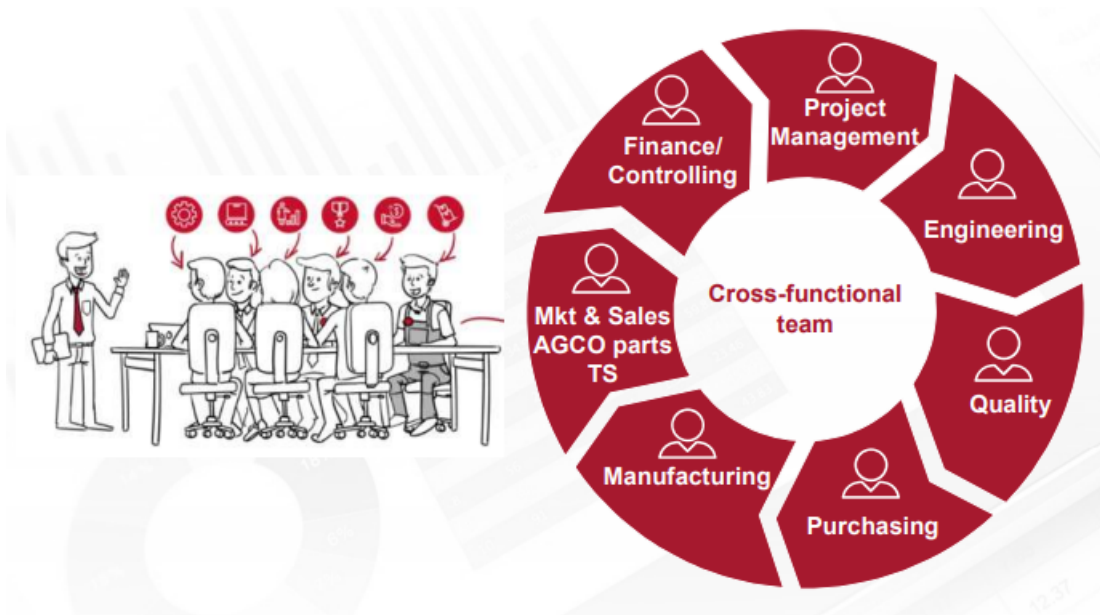 Project
Management
Engineering
Quality
Purchasing
Manufacturing
Mkt & Sales
AGCO parts
TS
Finance/
Controlling
Cross-functional
team